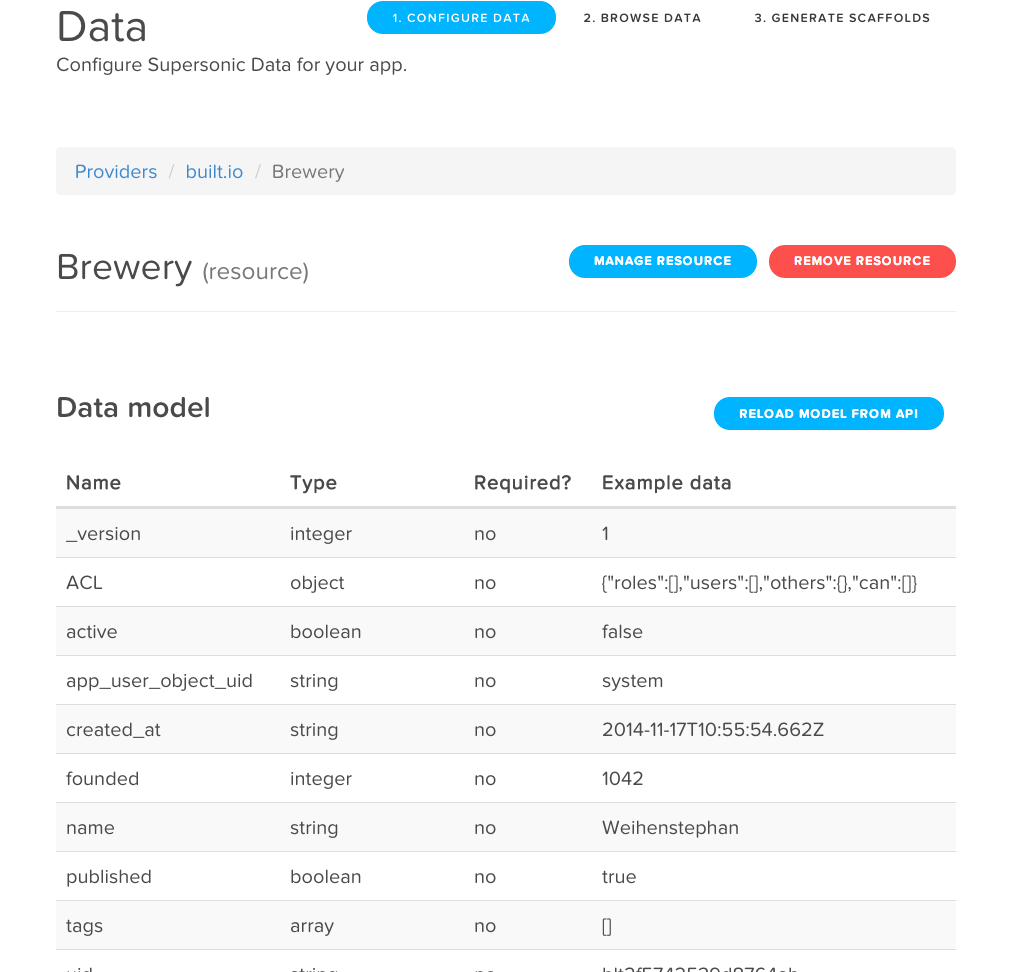 Data
1. CONFIGURE DATA 2. BROWSE DATA 3. GENERATE SCAFFOLDS
Configure Supersonic Data for your app.
Providers / built.io / Brewery
Brewery (resource) MANAGE RESOURCE REMOVE RESOURCE
Data model RELOAD MODEL FROM API
Name Type Required? Example data
_version integer no 1
ACL object no {"roles":[],"users":[],"others":{},"can":[]}
active boolean no false
app_user_object_uid string no system
created_at string no 2014-11-17T10:55:54.662Z
founded integer no 1042
name string no Weihenstephan
published boolean no true
tags array no []
uid string no